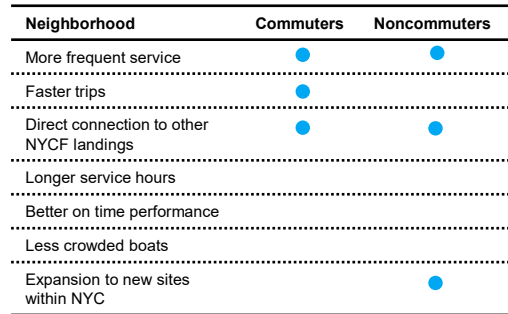 Neighborhood Commuters Noncommuters
More frequent service
Faster trips
Direct connection to other
NYCF landings
Longer service hours
Better on time performance
Less crowded boats
Expansion to new sites
within NYC